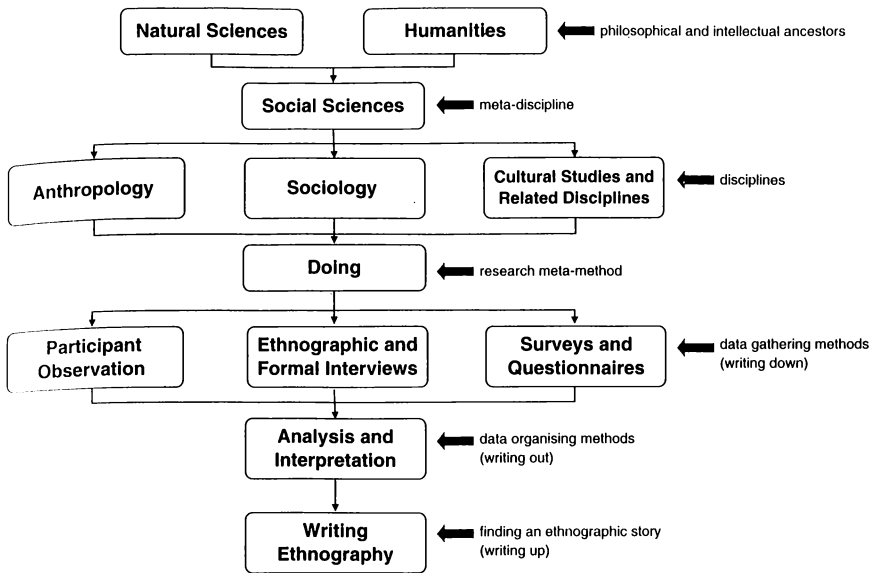 Natural Sciences
Humanities
philosophical and intellectual ancestors
Social Sciences
meta-discipline
Anthropology
Sociology
Cultural Studies and
Related Disciplines
disciplines
Doing
research meta-method
Participant
Observation
Ethnographic and
Formal Interviews
Surveys and
Questionnaires
data gathering methods
(writing down)
Analysis and
Interpretation
data organising methods
(writing out)
Writing
Ethnography
finding an ethnographic story
(writing up)